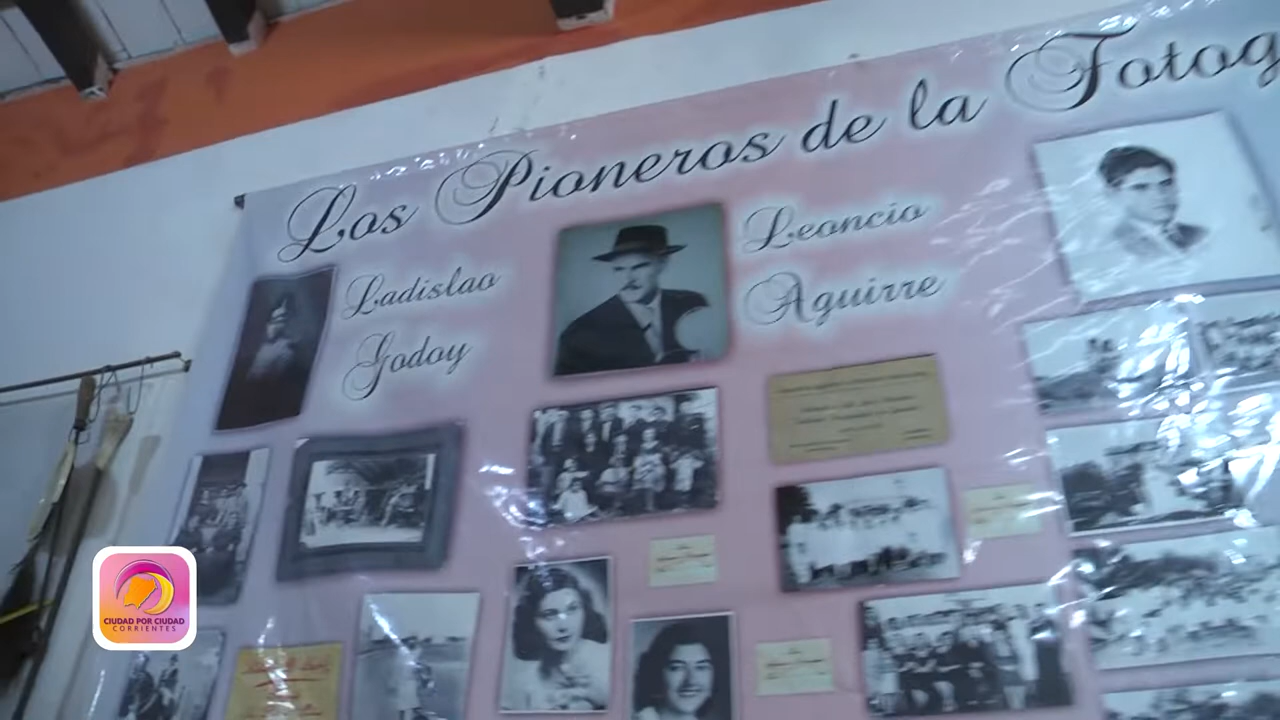 Los Pioneros de la Fotog
Ladislao
Godoy
Leoncio
Aguirre
CIUDAD POR CIUDAD
CORRIENTES